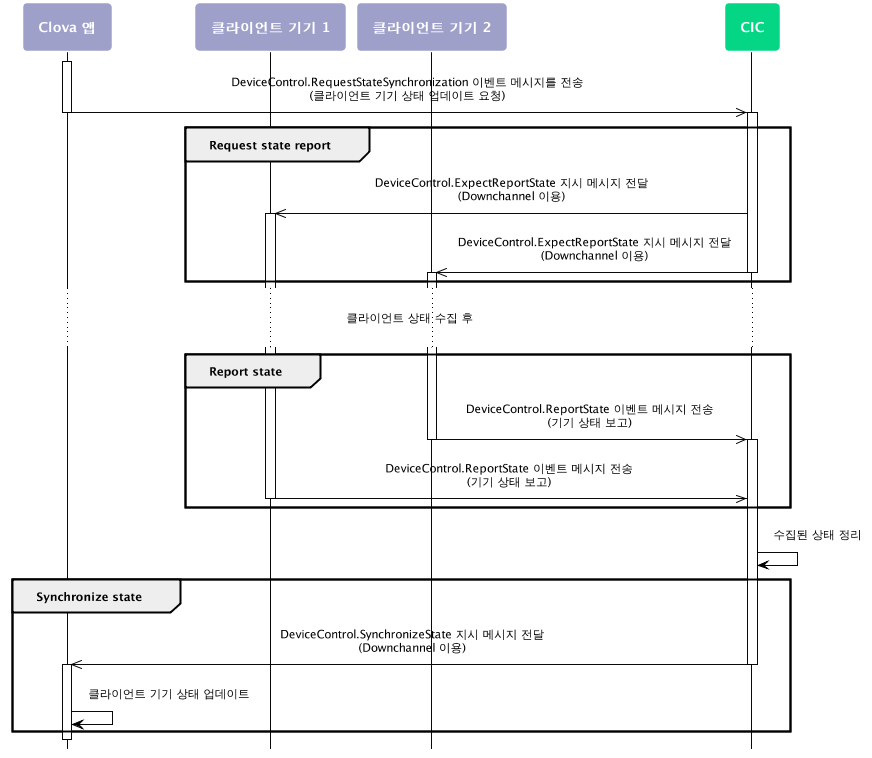 Clova 앱
클라이언트 기기 1
클라이언트 기기 2
CIC
DeviceControl.RequestStateSynchronization 이벤트 메시지를 전송
(클라이언트 기기 상태 업데이트 요청)
Request state report
DeviceControl.ExpectReportState 지시 메시지 전달
(Downchannel 이용)
DeviceControl.ExpectReportState 지시 메시지 전달
(Downchannel 이용)
클라이언트 상태 수집 후
Report state
DeviceControl.ReportState 이벤트 메시지 전송
(기기 상태 보고)
DeviceControl.ReportState 이벤트 메시지 전송
(기기 상태 보고)
수집된 상태 정리
Synchronize state
DeviceControl.SynchronizeState 지시 메시지 전달
(Downchannel 이용)
클라이언트 기기 상태 업데이트